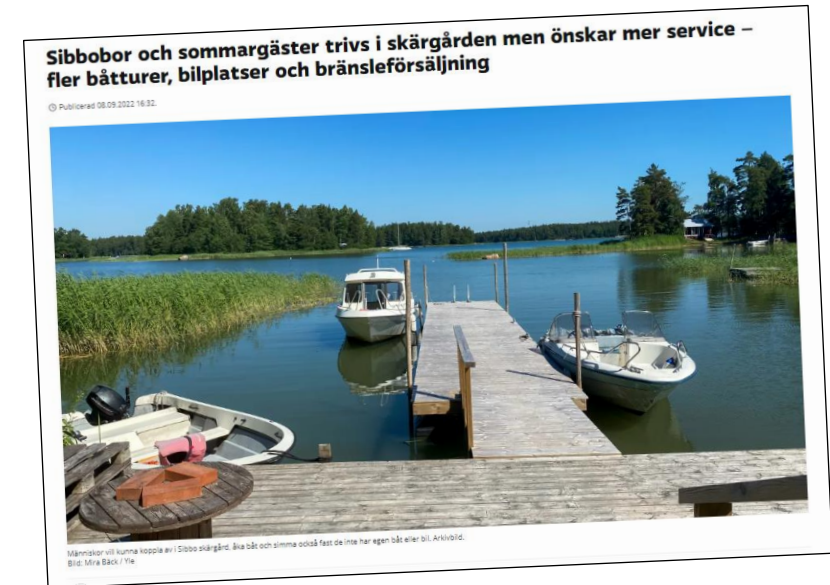 Sibbobor och sommargäster trivs i skärgården men önskar mer service –
fler båtturer, bilplatser och bränsleförsäljning
Publicerad 08.09.2022 16:32.
Människor vill kunna koppla av i Sibbo skärgård, åka båt och simma också fast de inte har egen båt eller bil. Arkivbild.
Bild: Mira Bäck / Yle